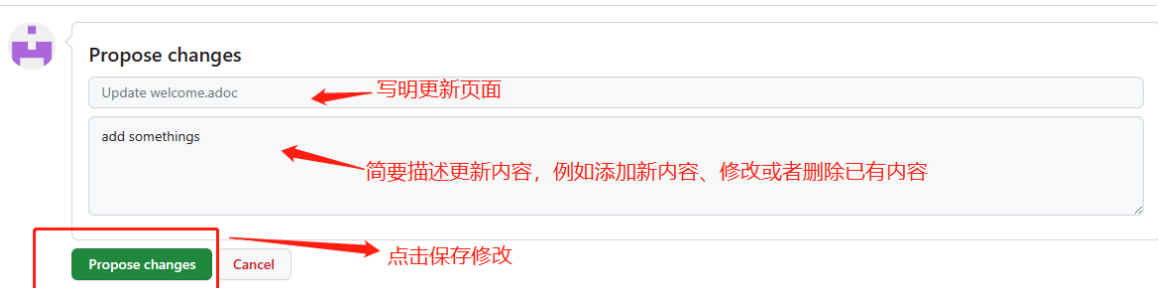 Propose changes
Update welcome.adoc
写明更新页面
add somethings
简要描述更新内容，例如添加新内容、修改或者删除已有内容
点击保存修改
Propose changes
Cancel